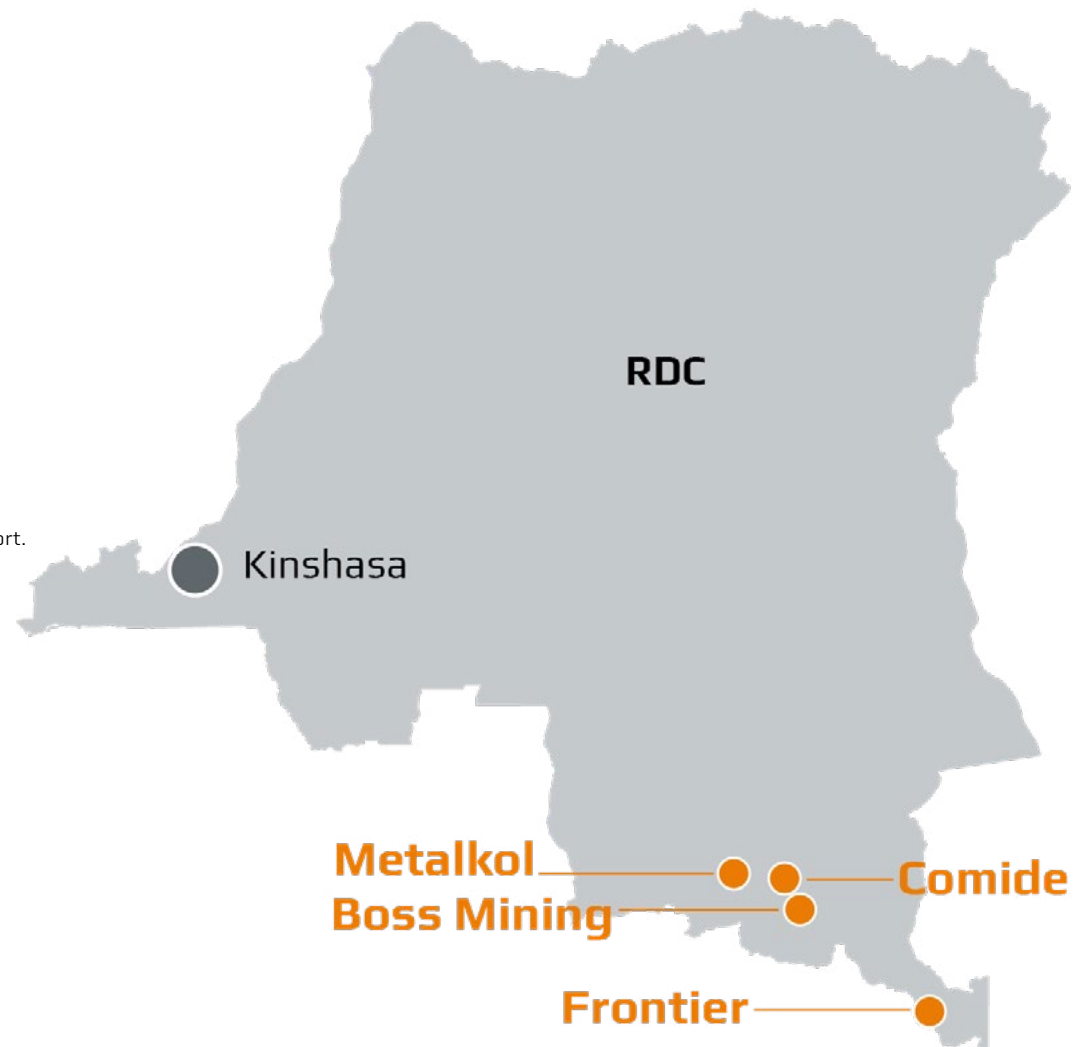 RDC
ort.
Kinshasa
Metalkol
Comide
Boss Mining
Frontier